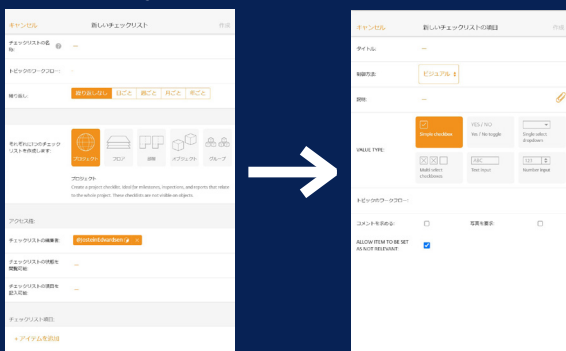 キャンセル 新しいチェックリスト 作成
チェックリストの名
称:
トピックのワークフロー:
繰り返し: 繰り返しなし 日ごと 週ごと 月ごと 年ごと
それぞれに1つのチェック
リストを作成します:
プロジェクト フロア 領域 オブジェクト グループ
プロジェクト
Create a project checklist. Ideal for milestones, inspections, and reports that relate
to the whole project. These checklists are not visible on objects.
アクセス権:
チェックリストの編集者:
チェックリストの状態を
閲覧可能:
チェックリストの項目を
記入可能:
チェックリスト項目:
+ アイテムを追加
キャンセル 新しいチェックリストの項目 作成
タイトル:
制御方法: ビジュアル
説明:
VALUE TYPE:
Simple checkbox
YES / NO
Yes / No toggle
Single select
dropdown
Multi select
checkboxes
ABC
Text input
123
Number input
トピックのワークフロー:
コメントを求める: 写真を要求:
ALLOW ITEM TO BE SET
AS NOT RELEVANT: